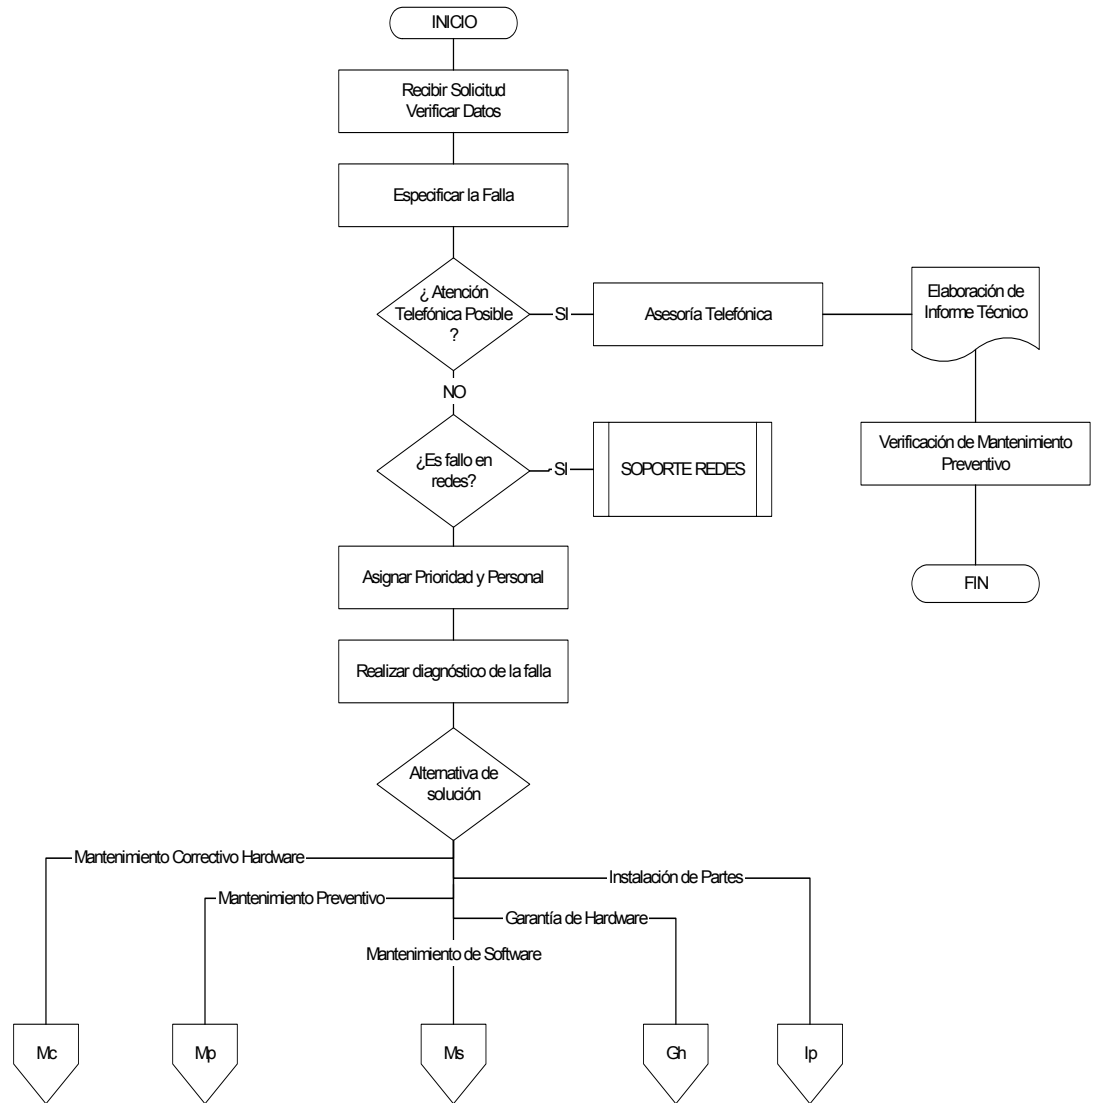 INICIO
Recibir Solicitud
Verificar Datos
Especificar la Falla
¿ Atención
Telefónica Posible
?
SI
Asesoría Telefónica
Elaboración de
Informe Técnico
NO
Verificación de Mantenimiento
Preventivo
¿Es fallo en
redes?
SI
SOPORTE REDES
Asignar Prioridad y Personal
FIN
Realizar diagnóstico de la falla
Alternativa de
solución
Mantenimiento Correctivo Hardware
Instalación de Partes
Mantenimiento Preventivo
Garantía de Hardware
Mantenimiento de Software
Mc
Mp
Ms
Gh
Ip